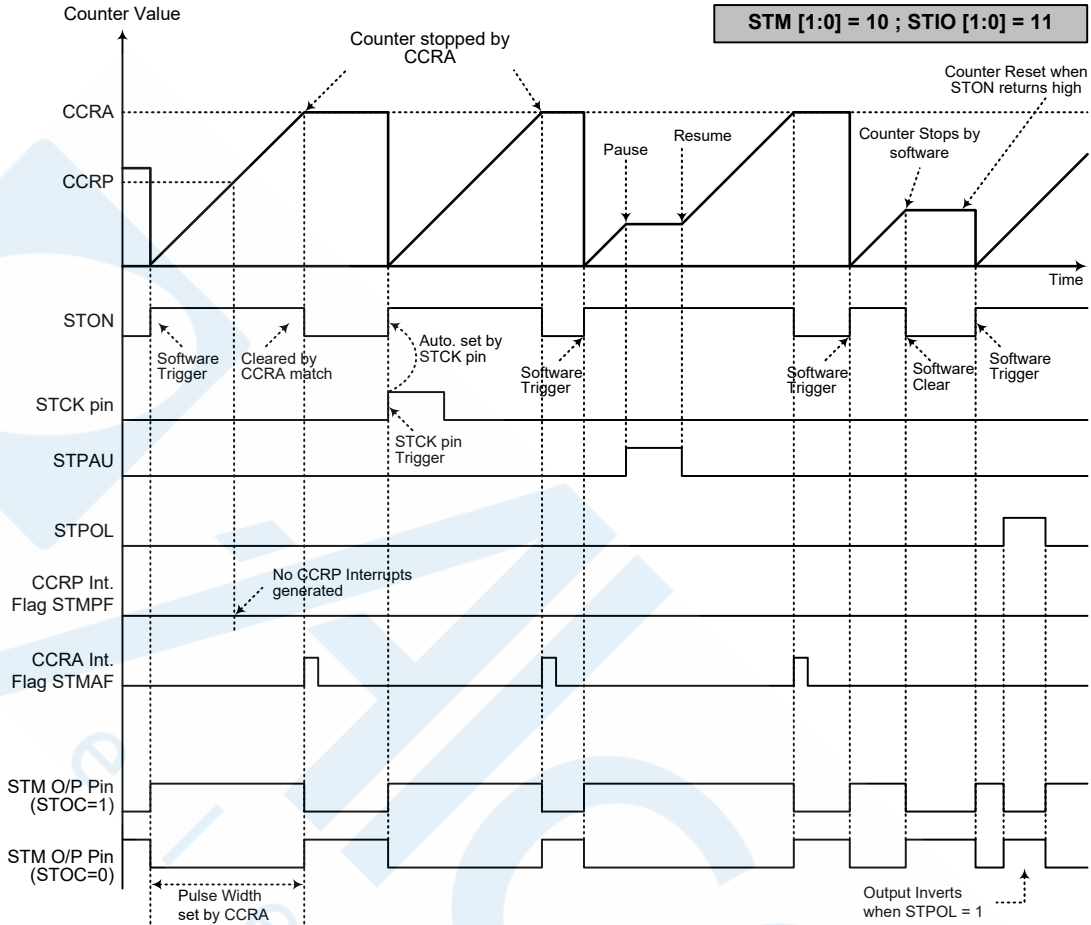 Counter Value
STM [1:0] = 10 ; STIO [1:0] = 11
Counter stopped by
CCRA
Counter Reset when
STON returns high
CCRA
Pause
Resume
Counter Stops by
software
CCRP
Time
STON
Software
Trigger
Cleared by
CCRA match
Auto. set by
STCK pin
Software
Trigger
Software
Trigger
Software
Clear
Software
Trigger
STCK pin
STCK pin
Trigger
STPAU
STPOL
CCRP Int.
Flag STMPF
No CCRP Interrupts
generated
CCRA Int.
Flag STMAF
STM O/P Pin
(STOC=1)
STM O/P Pin
(STOC=0)
Pulse Width
set by CCRA
Output Inverts
when STPOL = 1